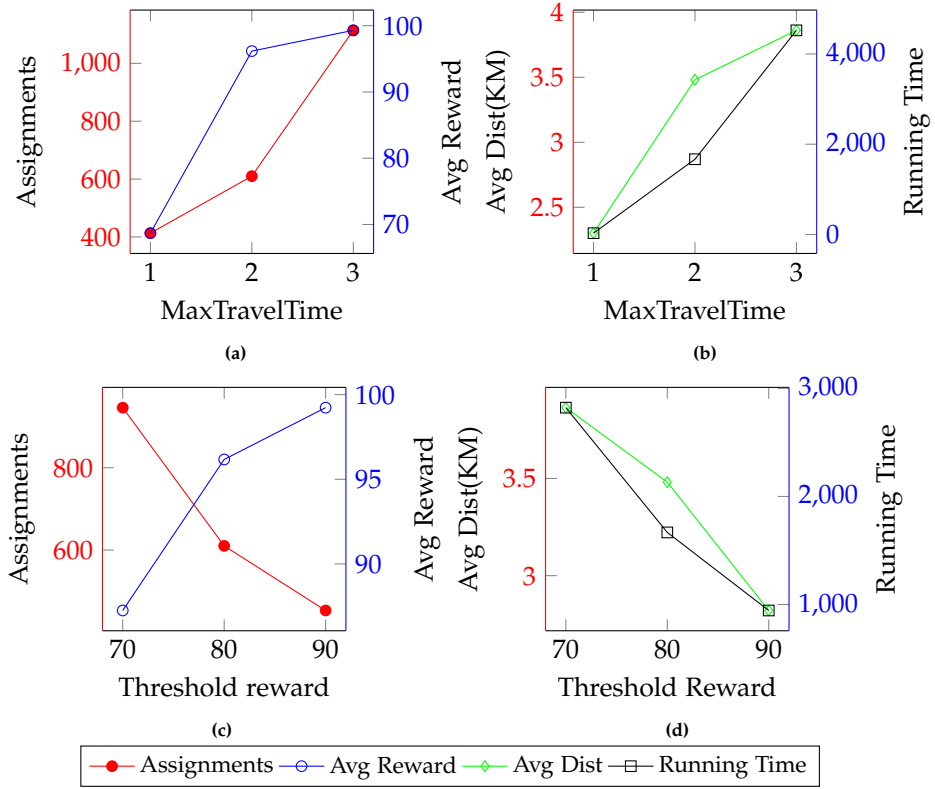 Assignments
1,000
800
600
400
100
90
80
70
Avg Reward
1 2 3
MaxTravelTime
(a)
Avg Dist(KM)
4
3.5
3
2.5
4,000
2,000
0
Running Time
1 2 3
MaxTravelTime
(b)
Assignments
800
600
100
95
90
Avg Reward
70 80 90
Threshold reward
(c)
Avg Dist(KM)
3.5
3
3,000
2,000
1,000
Running Time
70 80 90
Threshold Reward
(d)
Assignments Avg Reward Avg Dist Running Time